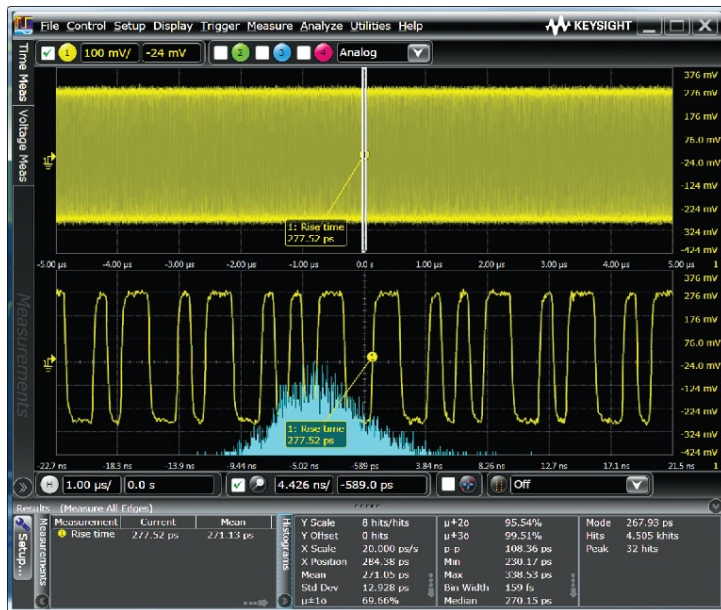 File Control Setup Display Trigger Measure Analyze Utilities Help KEYSIGHT
1 100 mV/ -24 mV 2 3 4 Analog
Time Meas
Voltage Meas
Measurements
376 mV
276 mV
176 mV
76.0 mV
-24.0 mV
-124 mV
-224 mV
-324 mV
-424 mV
1: Rise time
277.52 ps
-5.00 µs -4.00 µs -3.00 µs -2.00 µs -1.00 µs 0.0 s 1.00 µs 2.00 µs 3.00 µs 4.00 µs 5.00 µs 1
376 mV
276 mV
176 mV
76.0 mV
-24.0 mV
-124 mV
-224 mV
-324 mV
-424 mV
1: Rise time
277.52 ps
-22.7 ns -18.3 ns -13.9 ns -9.44 ns -5.02 ns -589 ps 3.84 ns 8.26 ns 12.7 ns 17.1 ns 21.5 ns 1
H 1.00 µs/ 0.0 s 4.426 ns/ -589.0 ps Off
Results (Measure All Edges)
Setup...
Measurements
Measurement Current Mean
Rise time 277.52 ps 271.13 ps
Histograms
Y Scale 8 hits/hits µ±2δ 95.54% Mode 267.93 ps
Y Offset 0 hits µ±3δ 99.51% Hits 4.505 khits
X Scale 20.000 ps/s p-p 108.36 ps Peak 32 hits
X Position 284.38 ps Min 230.17 ps
Mean 271.05 ps Max 338.53 ps
Std Dev 12.928 ps Bin Width 159 fs
µ±1δ 69.66% Median 270.15 ps